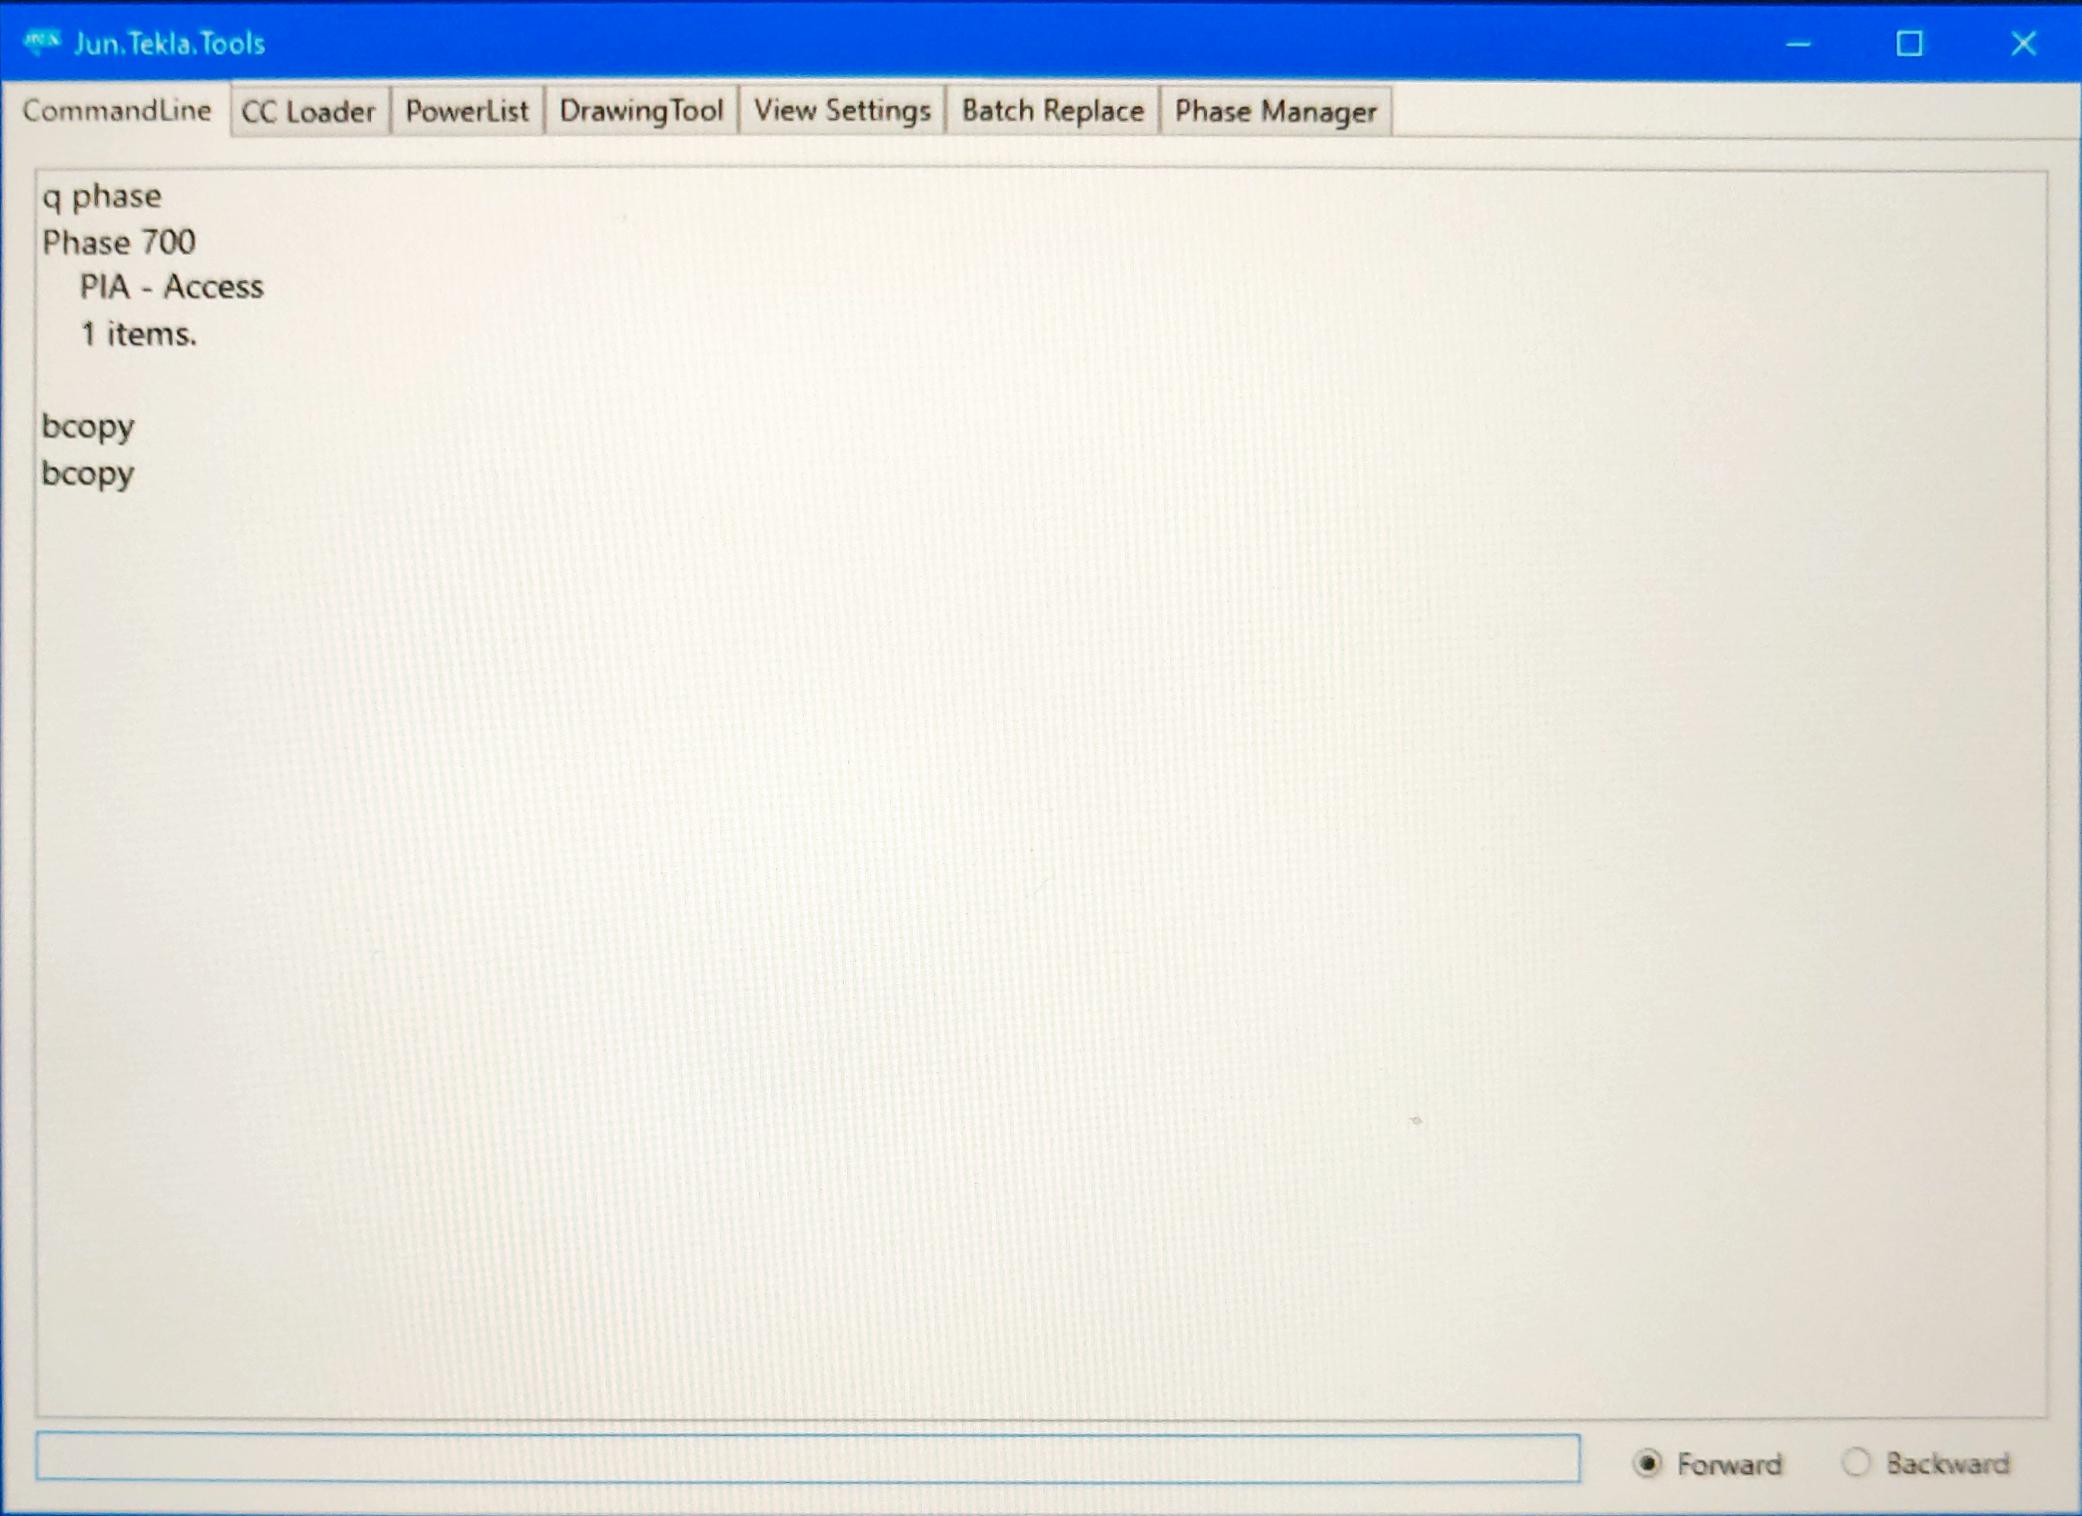 Jun.Tekla.Tools
CommandLine CC Loader PowerList DrawingTool View Settings Batch Replace Phase Manager
q phase
Phase 700
PIA - Access
1 items.
bcopy
bcopy
Forward Backward